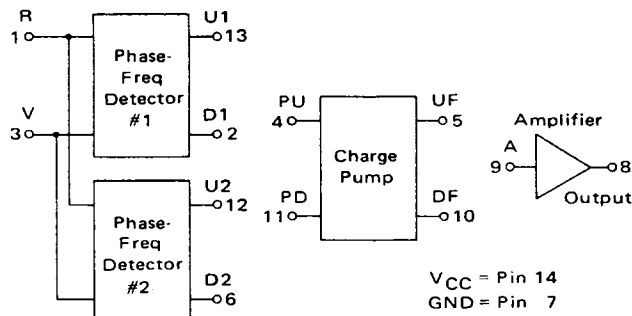 R
1
V
3
Phase-
Freq
Detector
#1
U1
13
D1
2
Phase-
Freq
Detector
#2
U2
12
D2
6
PU
4
PD
11
Charge
Pump
UF
5
DF
10
Amplifier
A
9
8
Output
VCC = Pin 14
GND = Pin 7